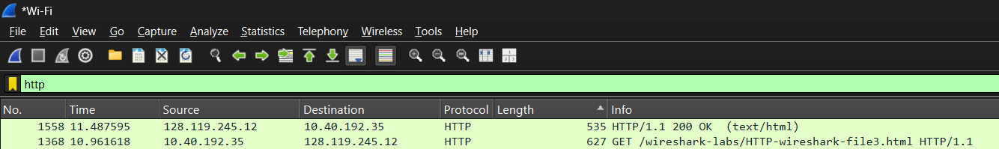 *Wi-Fi
File Edit View Go Capture Analyze Statistics Telephony Wireless Tools Help
http
No. Time Source Destination Protocol Length Info
1558 11.487595 128.119.245.12 10.40.192.35 HTTP 535 HTTP/1.1 200 OK (text/html)
1368 10.961618 10.40.192.35 128.119.245.12 HTTP 627 GET /wireshark-labs/HTTP-wireshark-file3.html HTTP/1.1